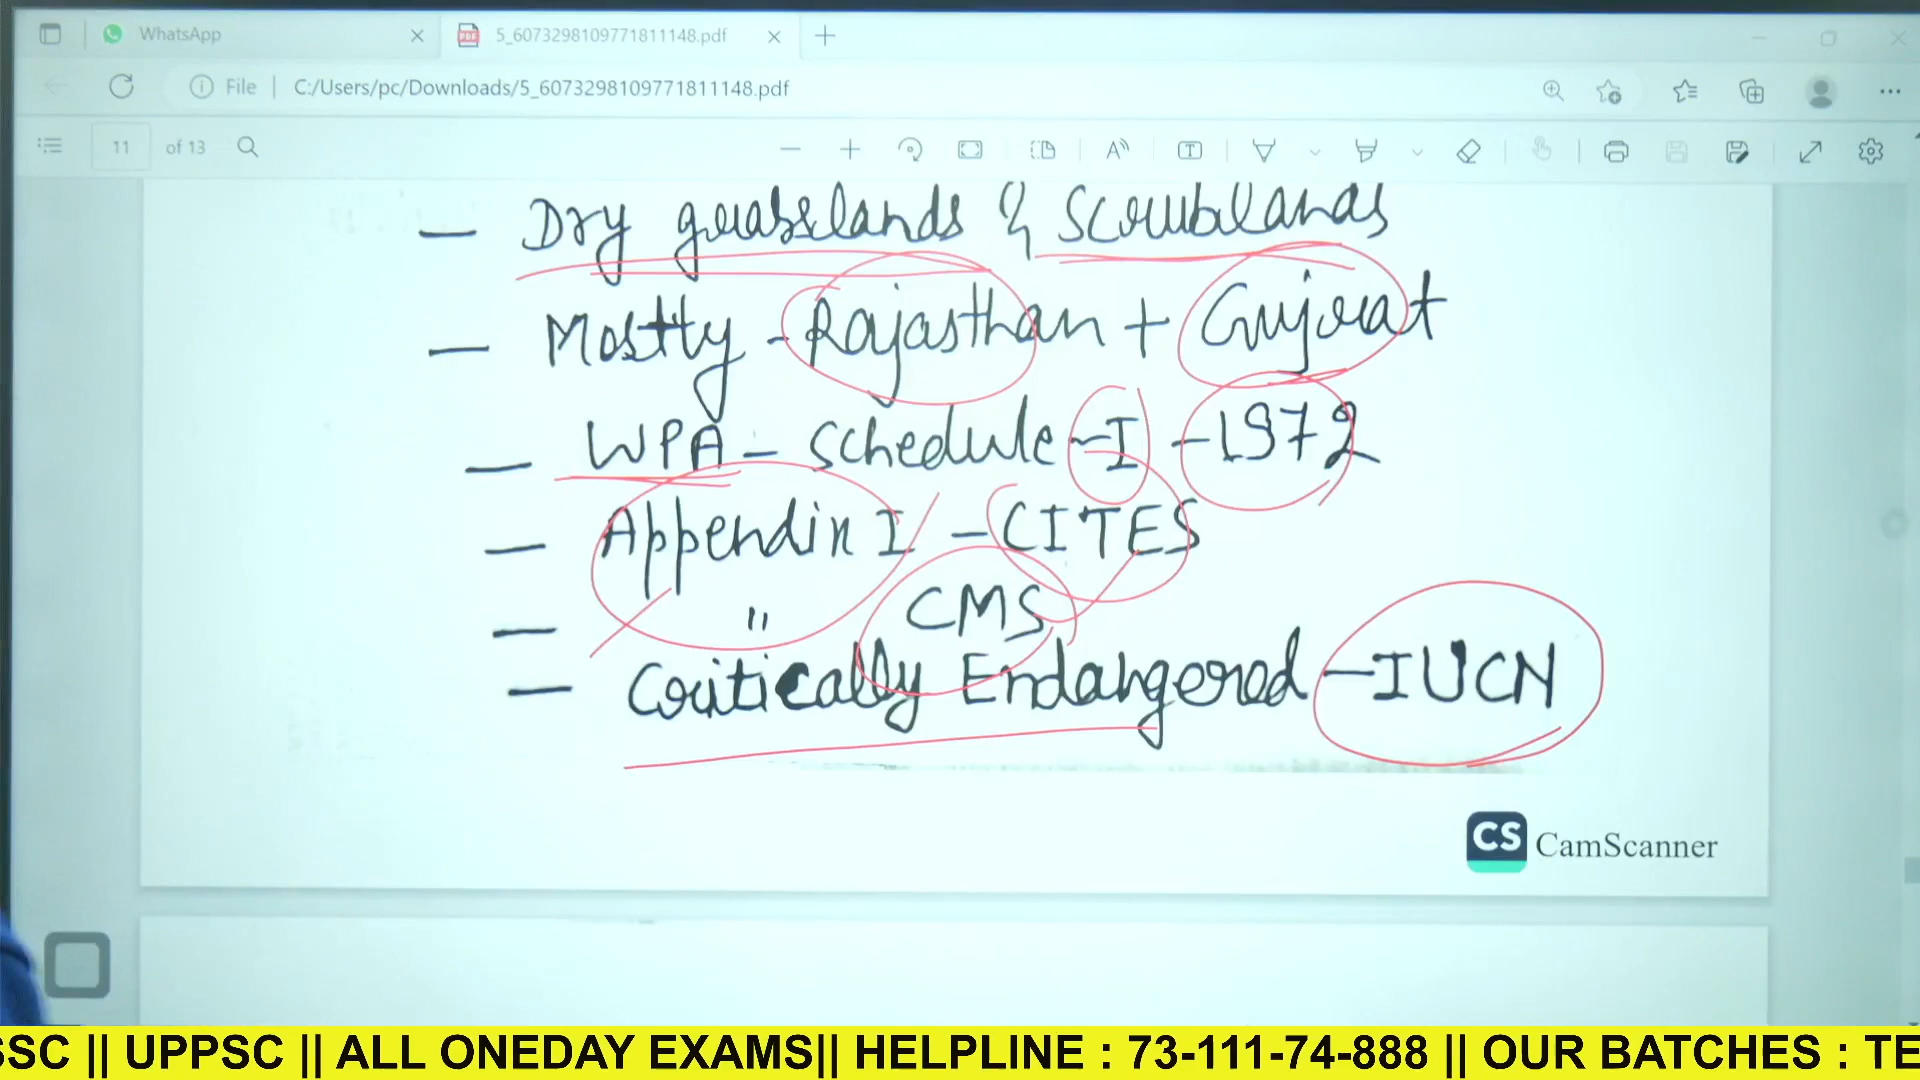 WhatsApp
5_6073298109771811148.pdf
File
C:/Users/pc/Downloads/5_6073298109771811148.pdf
11 of 13
— Dry grasslands & Scrublands
— Mostly - Rajasthan + Gujarat
— WPA - Schedule - I - 1972
— Appendix I - CITES
— " CMS
— Critically Endangered - IUCN
CS CamScanner
SSC || UPPSC || ALL ONEDAY EXAMS|| HELPLINE : 73-111-74-888 || OUR BATCHES : TE